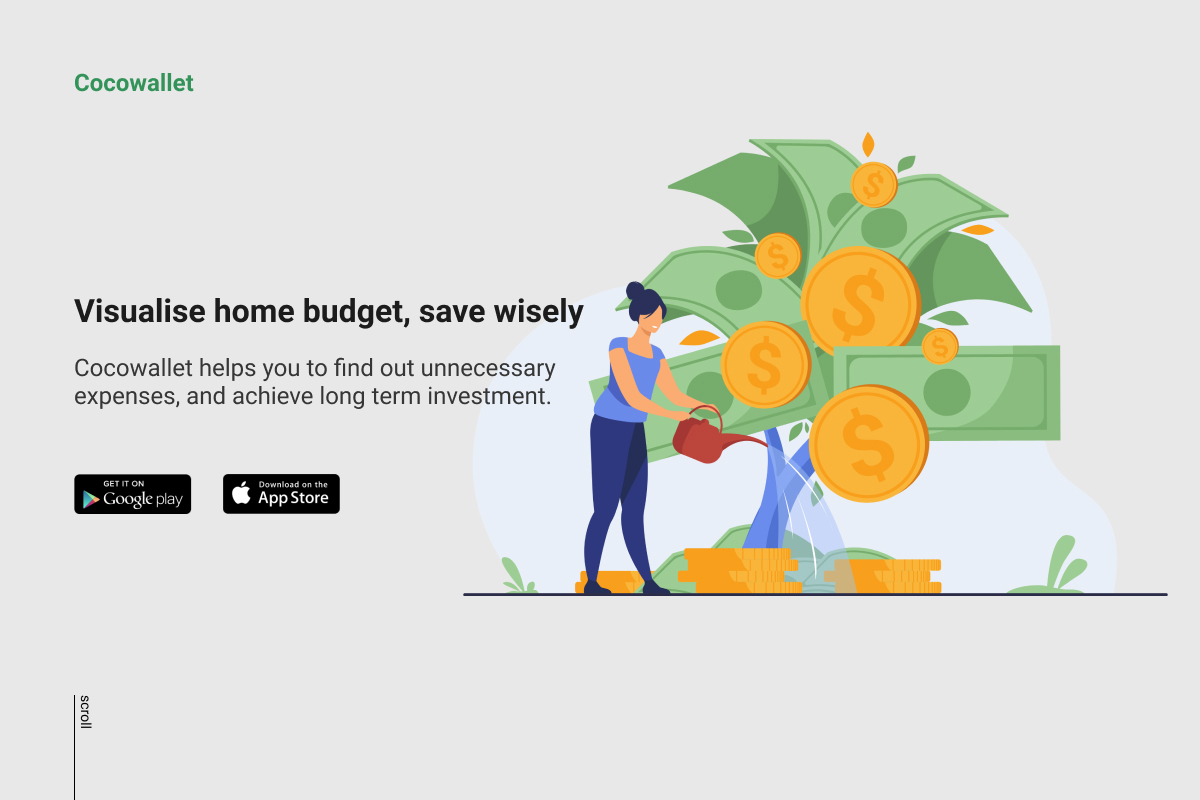 Cocowallet
Visualise home budget, save wisely
Cocowallet helps you to find out unnecessary
expenses, and achieve long term investment.
GET IT ON
Google play
Download on the
App Store
scroll
$
$
$
$
$
$